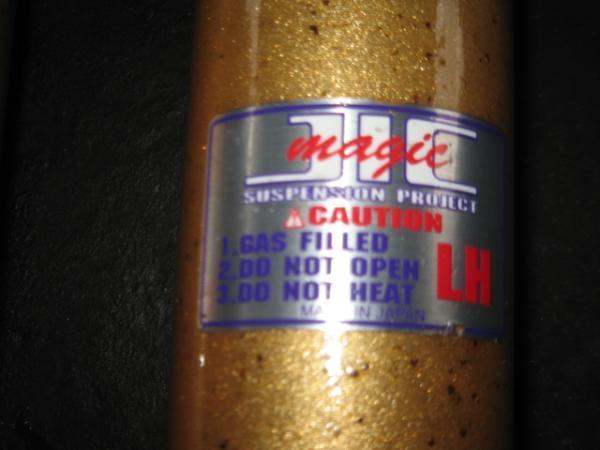 JIC magic
SUSPENSION PROJECT
CAUTION
1.GAS FILLED
2.DO NOT OPEN
3.DO NOT HEAT
LH
MADE IN JAPAN